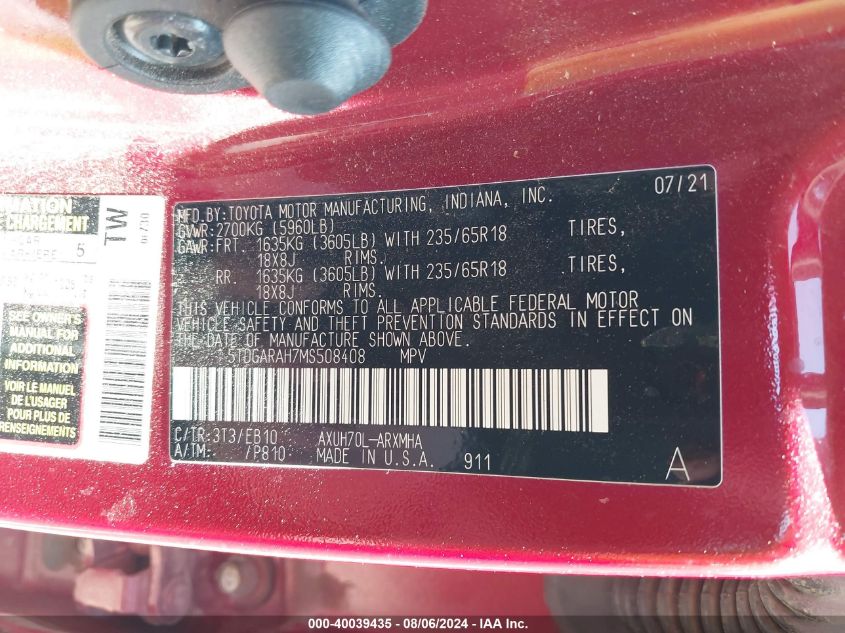 MFD.BY:TOYOTA MOTOR MANUFACTURING, INDIANA, INC. 07/21
GVWR:2700KG (5960LB)
GAWR:FRT. 1635KG (3605LB) WITH 235/65R18 TIRES,
18X8J RIMS.
RR. 1635KG (3605LB) WITH 235/65R18 TIRES,
18X8J RIMS.
THIS VEHICLE CONFORMS TO ALL APPLICABLE FEDERAL MOTOR
VEHICLE SAFETY AND THEFT PREVENTION STANDARDS IN EFFECT ON
THE DATE OF MANUFACTURE SHOWN ABOVE.
5TDGARAH7MS508408 MPV
C/TR:3T3/EB10 AXUH70L-ARXMHA
A/TM: /P810 MADE IN U.S.A. 911 A
CHARGEMENT
5
TW
SEE OWNER'S
MANUAL FOR
ADDITIONAL
INFORMATION
VOIR LE MANUEL
DE L'USAGER
POUR PLUS DE
RENSEIGNEMENTS
000-40039435 - 08/06/2024 - IAA Inc.